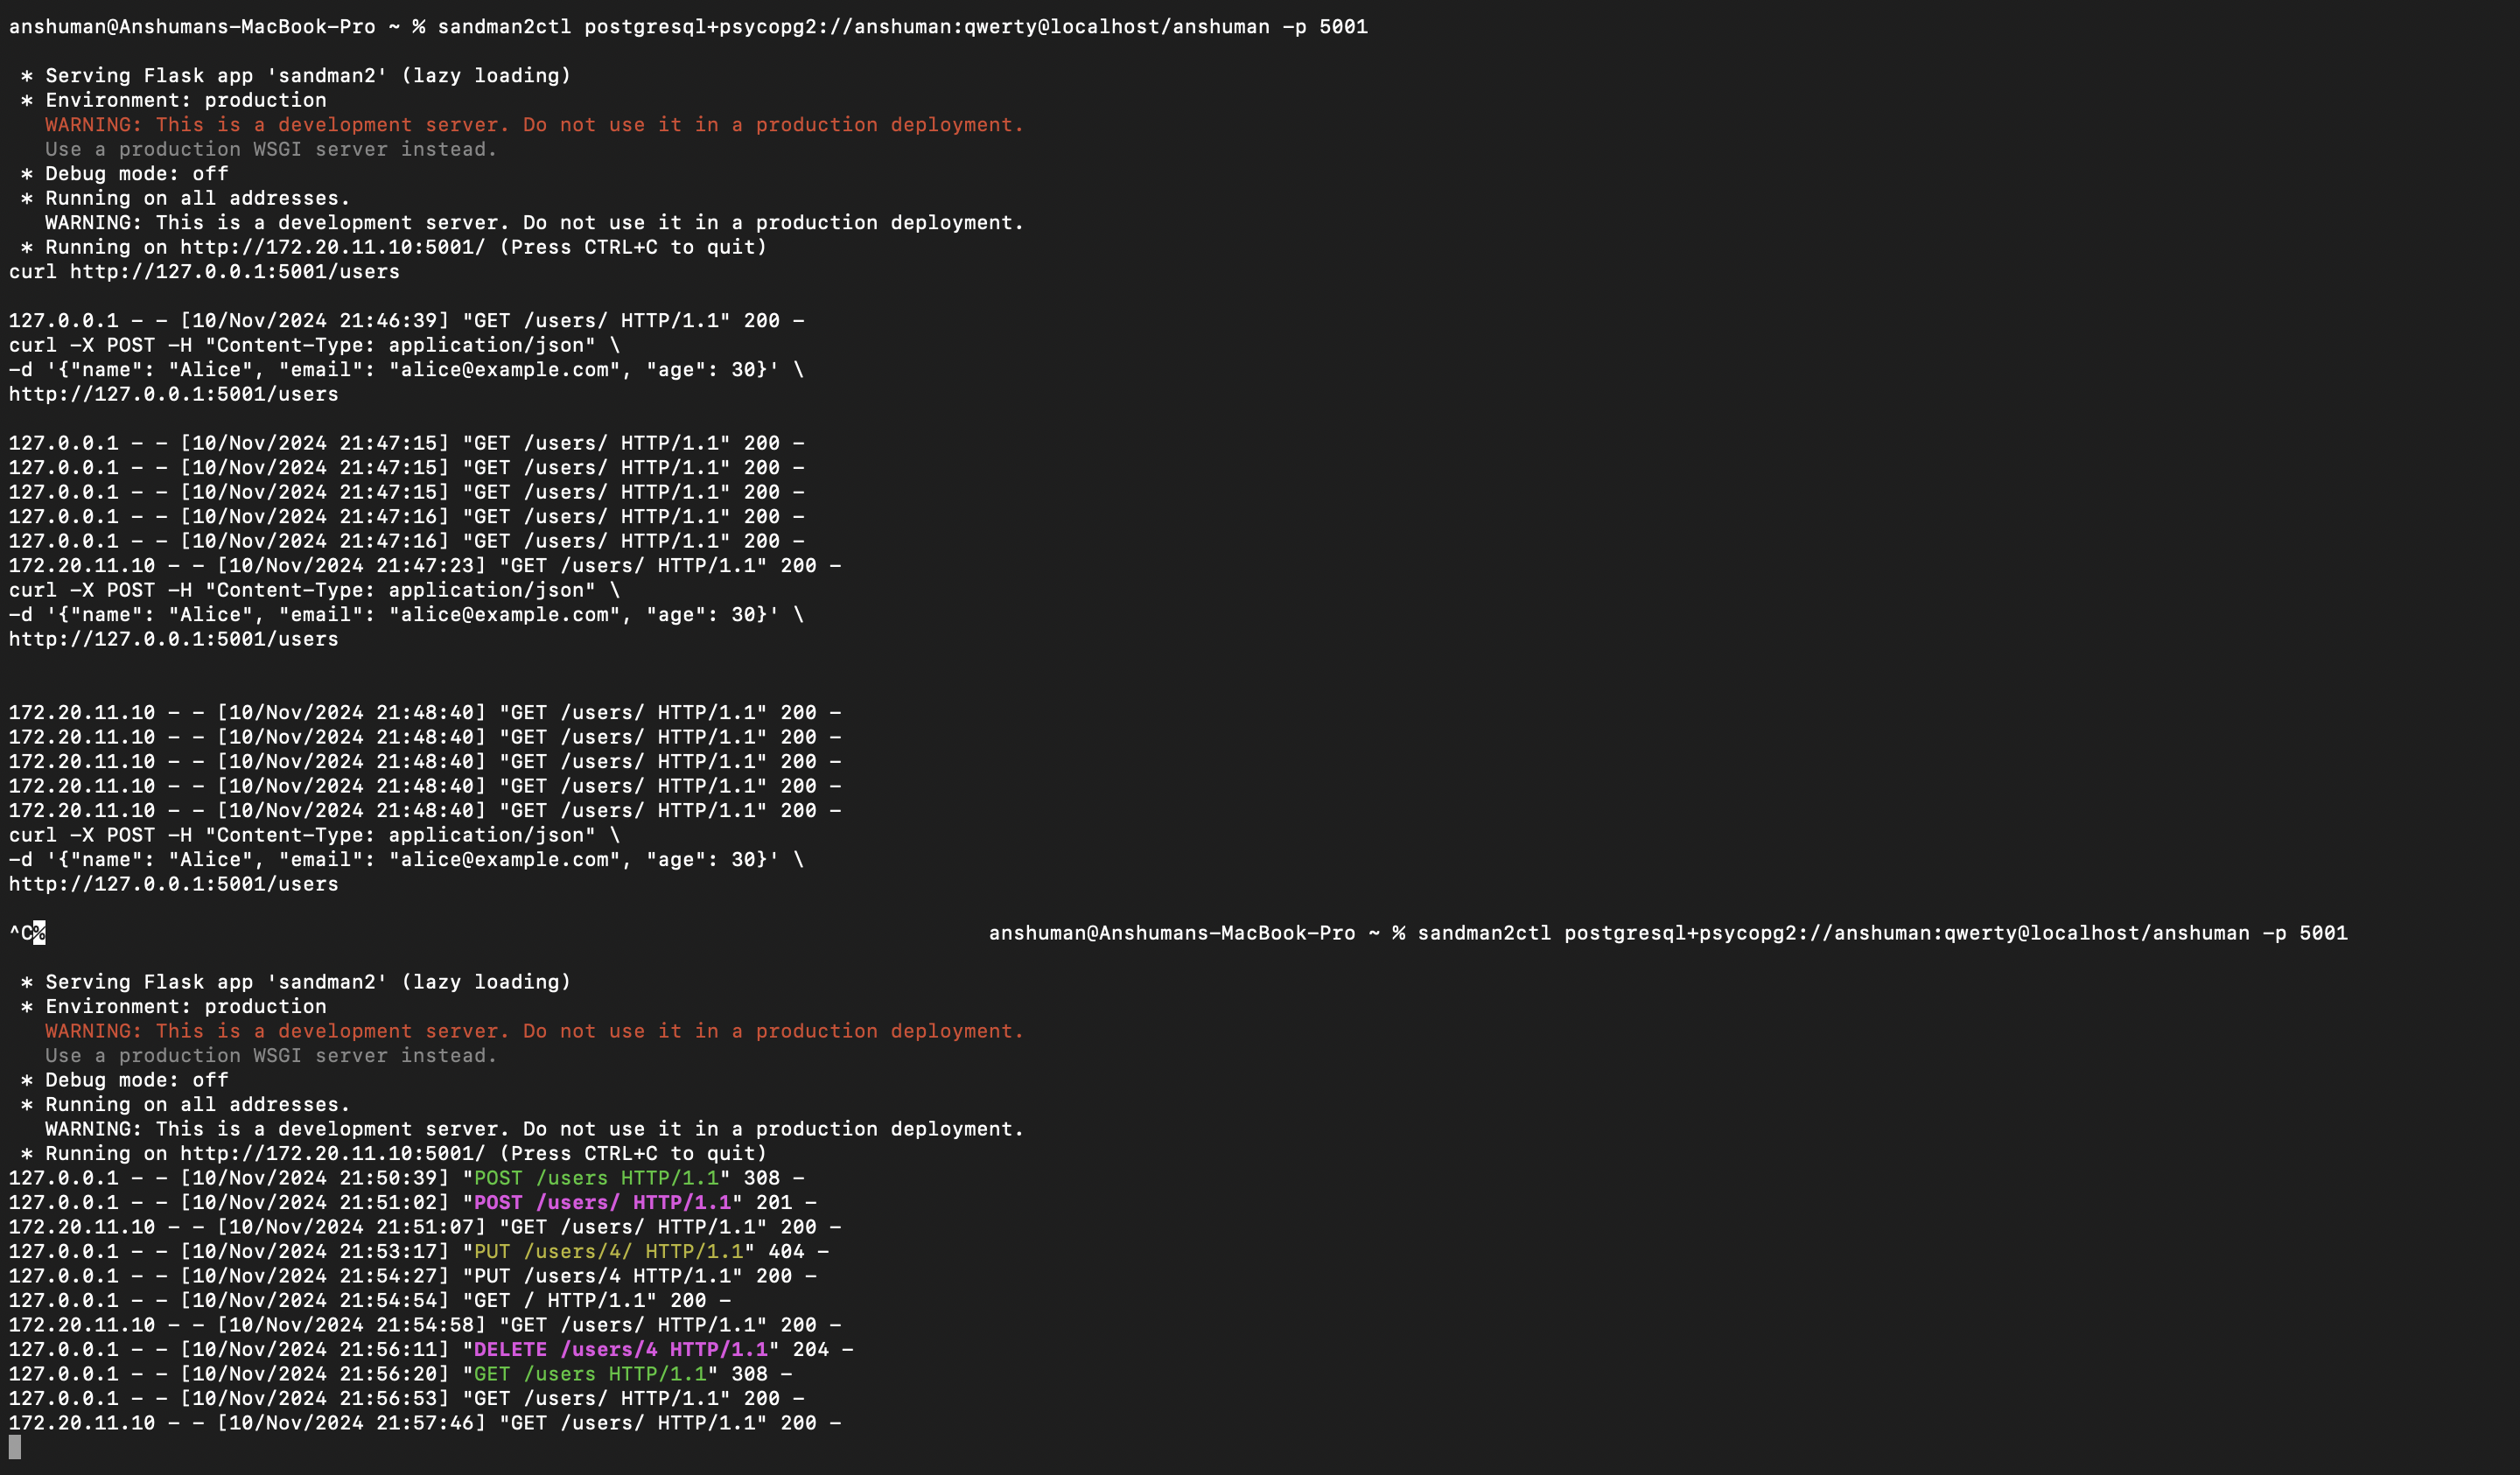 anshuman@Anshumans-MacBook-Pro ~ % sandman2ctl postgresql+psycopg2://anshuman:qwerty@localhost/anshuman -p 5001
* Serving Flask app 'sandman2' (lazy loading)
* Environment: production
WARNING: This is a development server. Do not use it in a production deployment.
Use a production WSGI server instead.
* Debug mode: off
* Running on all addresses.
WARNING: This is a development server. Do not use it in a production deployment.
* Running on http://172.20.11.10:5001/ (Press CTRL+C to quit)
curl http://127.0.0.1:5001/users
127.0.0.1 - - [10/Nov/2024 21:46:39] "GET /users/ HTTP/1.1" 200 -
curl -X POST -H "Content-Type: application/json" \
-d '{"name": "Alice", "email": "alice@example.com", "age": 30}' \
http://127.0.0.1:5001/users
127.0.0.1 - - [10/Nov/2024 21:47:15] "GET /users/ HTTP/1.1" 200 -
127.0.0.1 - - [10/Nov/2024 21:47:15] "GET /users/ HTTP/1.1" 200 -
127.0.0.1 - - [10/Nov/2024 21:47:15] "GET /users/ HTTP/1.1" 200 -
127.0.0.1 - - [10/Nov/2024 21:47:16] "GET /users/ HTTP/1.1" 200 -
127.0.0.1 - - [10/Nov/2024 21:47:16] "GET /users/ HTTP/1.1" 200 -
172.20.11.10 - - [10/Nov/2024 21:47:23] "GET /users/ HTTP/1.1" 200 -
curl -X POST -H "Content-Type: application/json" \
-d '{"name": "Alice", "email": "alice@example.com", "age": 30}' \
http://127.0.0.1:5001/users
172.20.11.10 - - [10/Nov/2024 21:48:40] "GET /users/ HTTP/1.1" 200 -
172.20.11.10 - - [10/Nov/2024 21:48:40] "GET /users/ HTTP/1.1" 200 -
172.20.11.10 - - [10/Nov/2024 21:48:40] "GET /users/ HTTP/1.1" 200 -
172.20.11.10 - - [10/Nov/2024 21:48:40] "GET /users/ HTTP/1.1" 200 -
172.20.11.10 - - [10/Nov/2024 21:48:40] "GET /users/ HTTP/1.1" 200 -
curl -X POST -H "Content-Type: application/json" \
-d '{"name": "Alice", "email": "alice@example.com", "age": 30}' \
http://127.0.0.1:5001/users
^C% anshuman@Anshumans-MacBook-Pro ~ % sandman2ctl postgresql+psycopg2://anshuman:qwerty@localhost/anshuman -p 5001
* Serving Flask app 'sandman2' (lazy loading)
* Environment: production
WARNING: This is a development server. Do not use it in a production deployment.
Use a production WSGI server instead.
* Debug mode: off
* Running on all addresses.
WARNING: This is a development server. Do not use it in a production deployment.
* Running on http://172.20.11.10:5001/ (Press CTRL+C to quit)
127.0.0.1 - - [10/Nov/2024 21:50:39] "POST /users HTTP/1.1" 308 -
127.0.0.1 - - [10/Nov/2024 21:51:02] "POST /users/ HTTP/1.1" 201 -
172.20.11.10 - - [10/Nov/2024 21:51:07] "GET /users/ HTTP/1.1" 200 -
127.0.0.1 - - [10/Nov/2024 21:53:17] "PUT /users/4/ HTTP/1.1" 404 -
127.0.0.1 - - [10/Nov/2024 21:54:27] "PUT /users/4 HTTP/1.1" 200 -
127.0.0.1 - - [10/Nov/2024 21:54:54] "GET / HTTP/1.1" 200 -
172.20.11.10 - - [10/Nov/2024 21:54:58] "GET /users/ HTTP/1.1" 200 -
127.0.0.1 - - [10/Nov/2024 21:56:11] "DELETE /users/4 HTTP/1.1" 204 -
127.0.0.1 - - [10/Nov/2024 21:56:20] "GET /users HTTP/1.1" 308 -
127.0.0.1 - - [10/Nov/2024 21:56:53] "GET /users/ HTTP/1.1" 200 -
172.20.11.10 - - [10/Nov/2024 21:57:46] "GET /users/ HTTP/1.1" 200 -